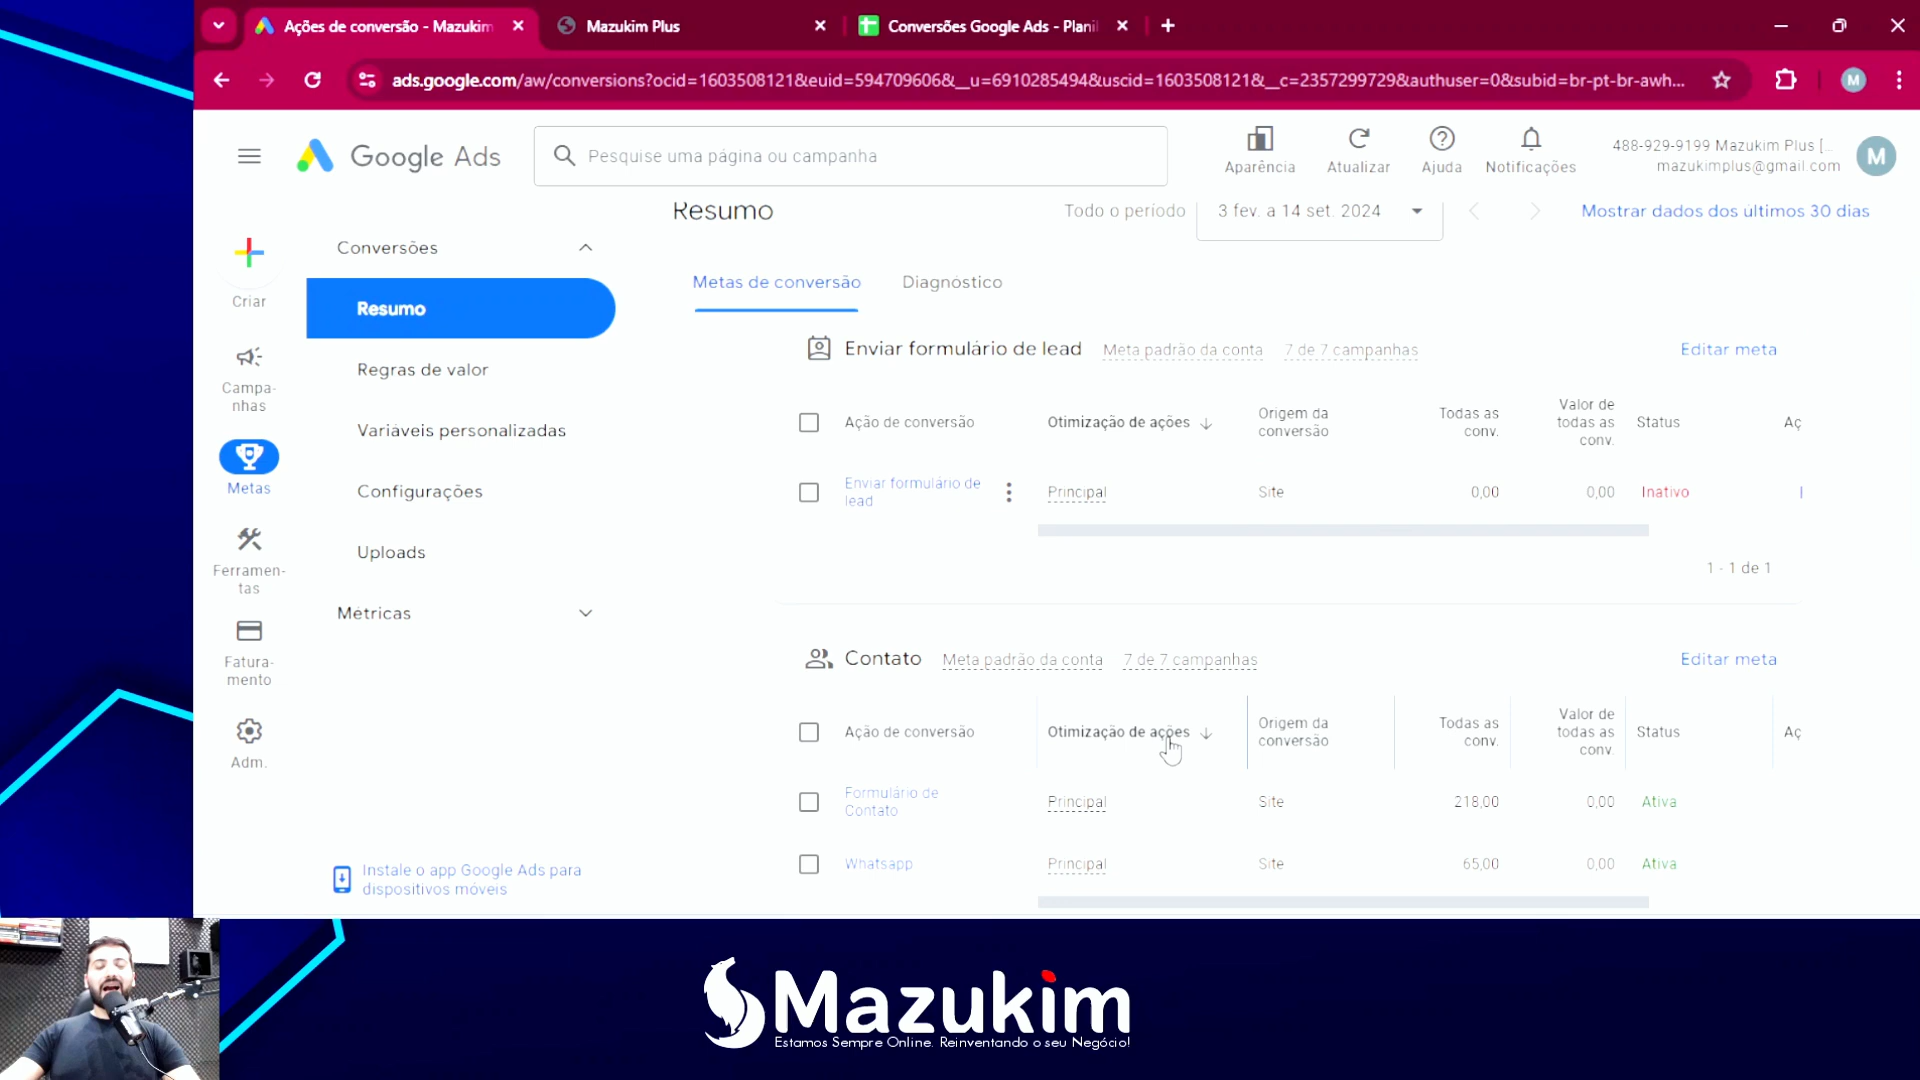 Ações de conversão - Mazukim
Mazukim Plus
Conversões Google Ads - Plani
ads.google.com/aw/conversions?ocid=1603508121&euid=594709606&__u=6910285494&uscid=1603508121&__c=2357299729&authuser=0&subid=br-pt-br-awh...
M
Google Ads
Pesquise uma página ou campanha
Aparência
Atualizar
Ajuda
Notificações
488-929-9199 Mazukim Plus [...
mazukimplus@gmail.com
M
Resumo
Todo o período
3 fev. a 14 set. 2024
Mostrar dados dos últimos 30 dias
Criar
Campa-
nhas
Metas
Ferramen-
tas
Fatura-
mento
Adm.
Conversões
Resumo
Regras de valor
Variáveis personalizadas
Configurações
Uploads
Métricas
Instale o app Google Ads para
dispositivos móveis
Metas de conversão
Diagnóstico
Enviar formulário de lead
Meta padrão da conta
7 de 7 campanhas
Editar meta
Ação de conversão
Otimização de ações
Origem da
conversão
Todas as
conv.
Valor de
todas as
conv.
Status
Aç
Enviar formulário de
lead
Principal
Site
0,00
0,00
Inativo
1 - 1 de 1
Contato
Meta padrão da conta
7 de 7 campanhas
Editar meta
Ação de conversão
Otimização de ações
Origem da
conversão
Todas as
conv.
Valor de
todas as
conv.
Status
Aç
Formulário de
Contato
Principal
Site
218,00
0,00
Ativa
Whatsapp
Principal
Site
65,00
0,00
Ativa
Mazukim
Estamos Sempre Online. Reinventando o seu Negócio!